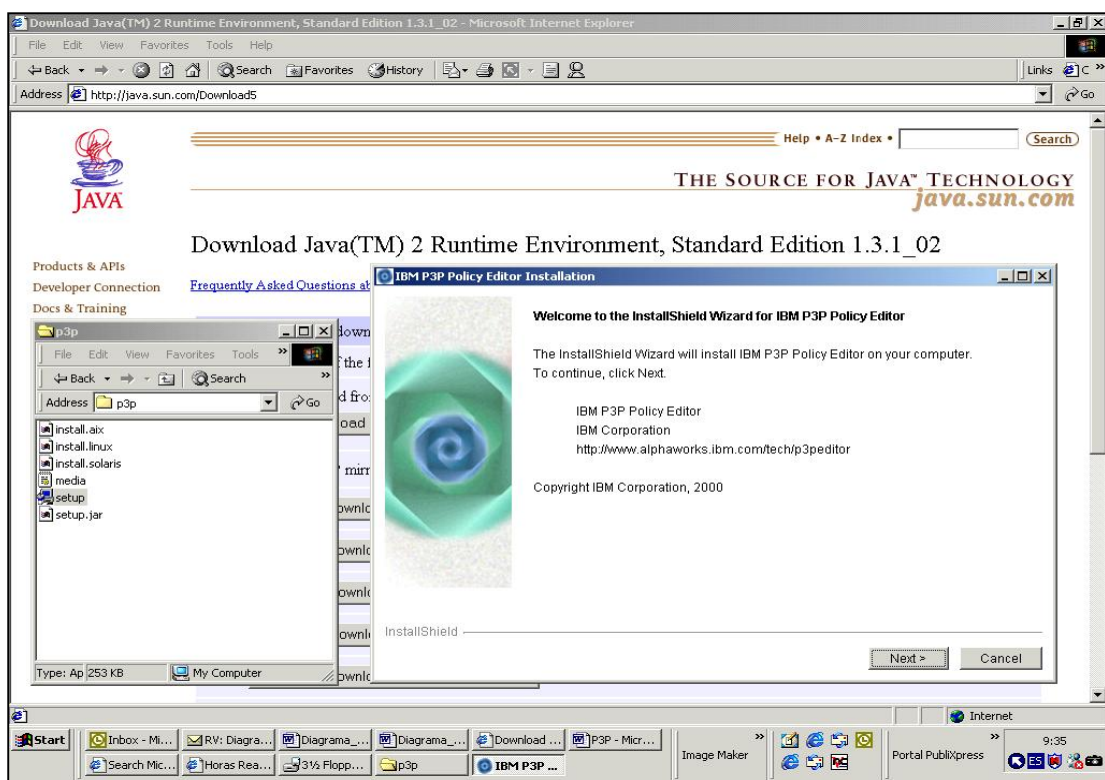 Download Java(TM) 2 Runtime Environment, Standard Edition 1.3.1_02 - Microsoft Internet Explorer
File Edit View Favorites Tools Help
Back Search Favorites History Links C »
Address http://java.sun.com/Download5 Go
Help • A-Z Index • Search
JAVA
THE SOURCE FOR JAVA™ TECHNOLOGY
java.sun.com
Download Java(TM) 2 Runtime Environment, Standard Edition 1.3.1_02
Products & APIs
Developer Connection
Docs & Training
Frequently Asked Questions
p3p
File Edit View Favorites Tools »
Back Search »
Address p3p Go
install.aix
install.linux
install.solaris
media
setup
setup.jar
Type: Ap 253 KB My Computer
IBM P3P Policy Editor Installation
Welcome to the InstallShield Wizard for IBM P3P Policy Editor
The InstallShield Wizard will install IBM P3P Policy Editor on your computer.
To continue, click Next.
IBM P3P Policy Editor
IBM Corporation
http://www.alphaworks.ibm.com/tech/p3peditor
Copyright IBM Corporation, 2000
InstallShield
Next > Cancel
Internet
Start Inbox - Mi... RV: Diagra... Diagrama_... Diagrama_... Download ... P3P - Micr... Image Maker » Portal PubliXpress » 9:35
Search Mic... Horas Rea... 3½ Flopp... p3p IBM P3P ... ES